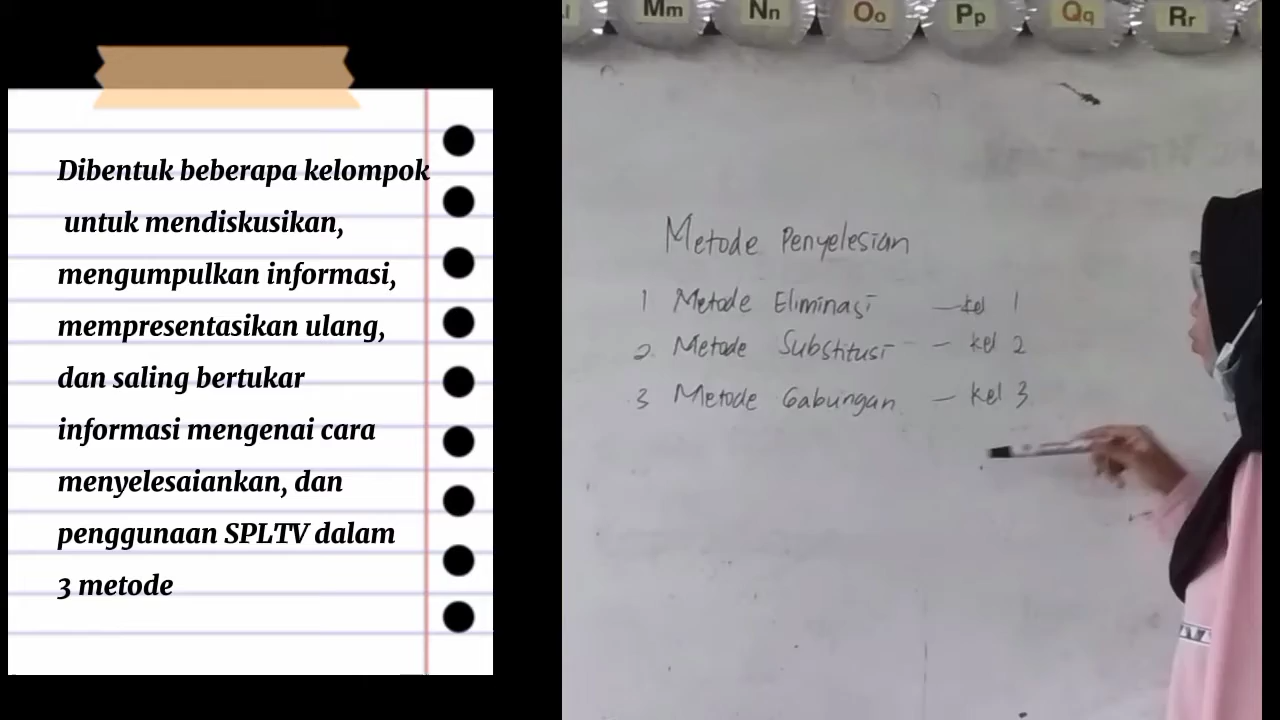 Dibentuk beberapa kelompok
untuk mendiskusikan,
mengumpulkan informasi,
mempresentasikan ulang,
dan saling bertukar
informasi mengenai cara
menyelesaiankan, dan
penggunaan SPLTV dalam
3 metode
Mm Nn Oo Pp Qq Rr
Metode Penyelesian
1 Metode Eliminasi — kel 1
2. Metode Substitusi — kel 2
3 Metode Gabungan — kel 3